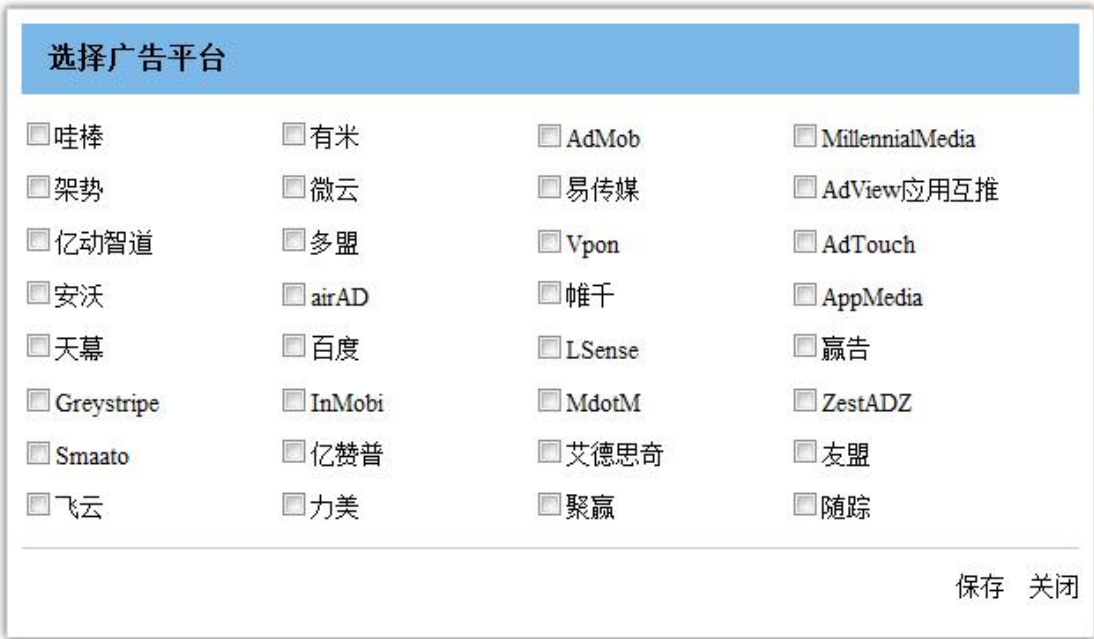 选择广告平台
哇棒 有米 AdMob MillennialMedia
架势 微云 易传媒 AdView应用互推
亿动智道 多盟 Vpon AdTouch
安沃 airAD 帷千 AppMedia
天幕 百度 LSense 赢告
Greystripe InMobi MdotM ZestADZ
Smaato 亿赞普 艾德思奇 友盟
飞云 力美 聚赢 随踪
保存 关闭